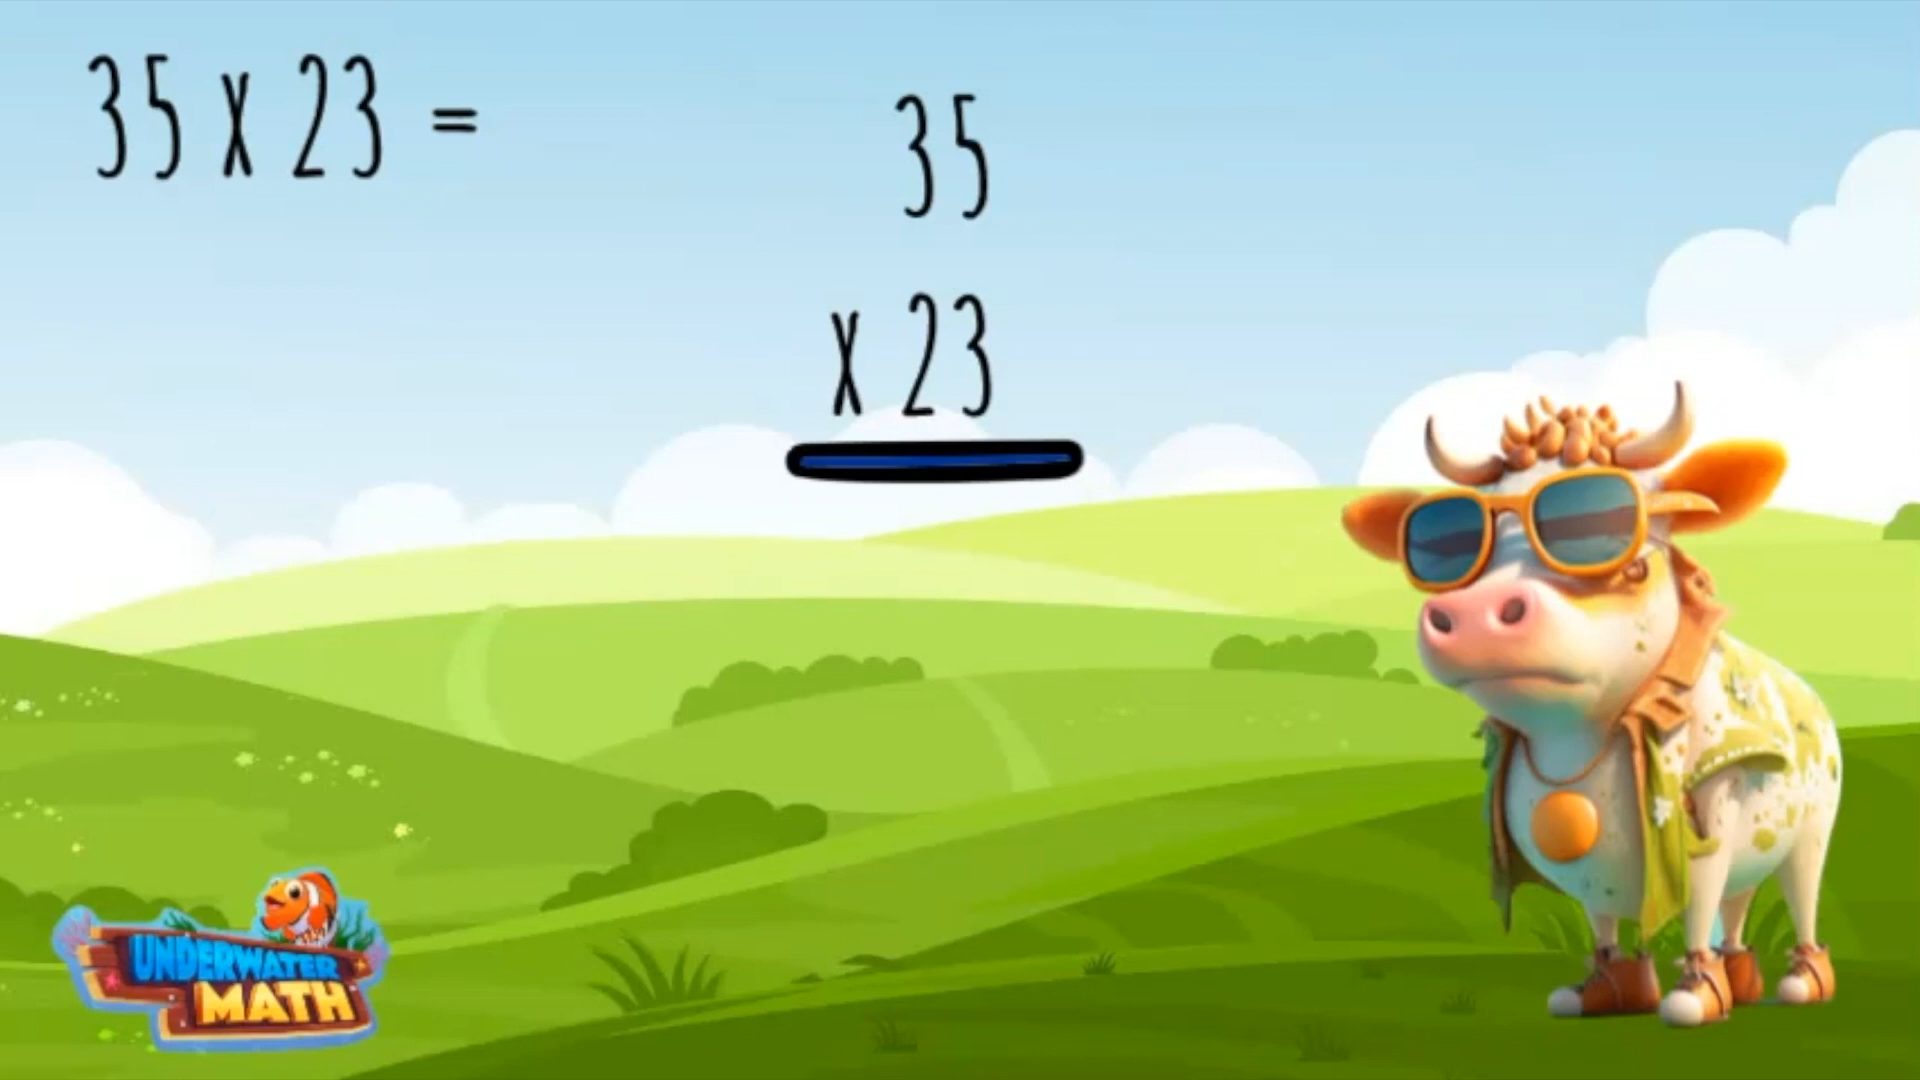 35 x 23 =
35
x 23
UNDERWATER
MATH